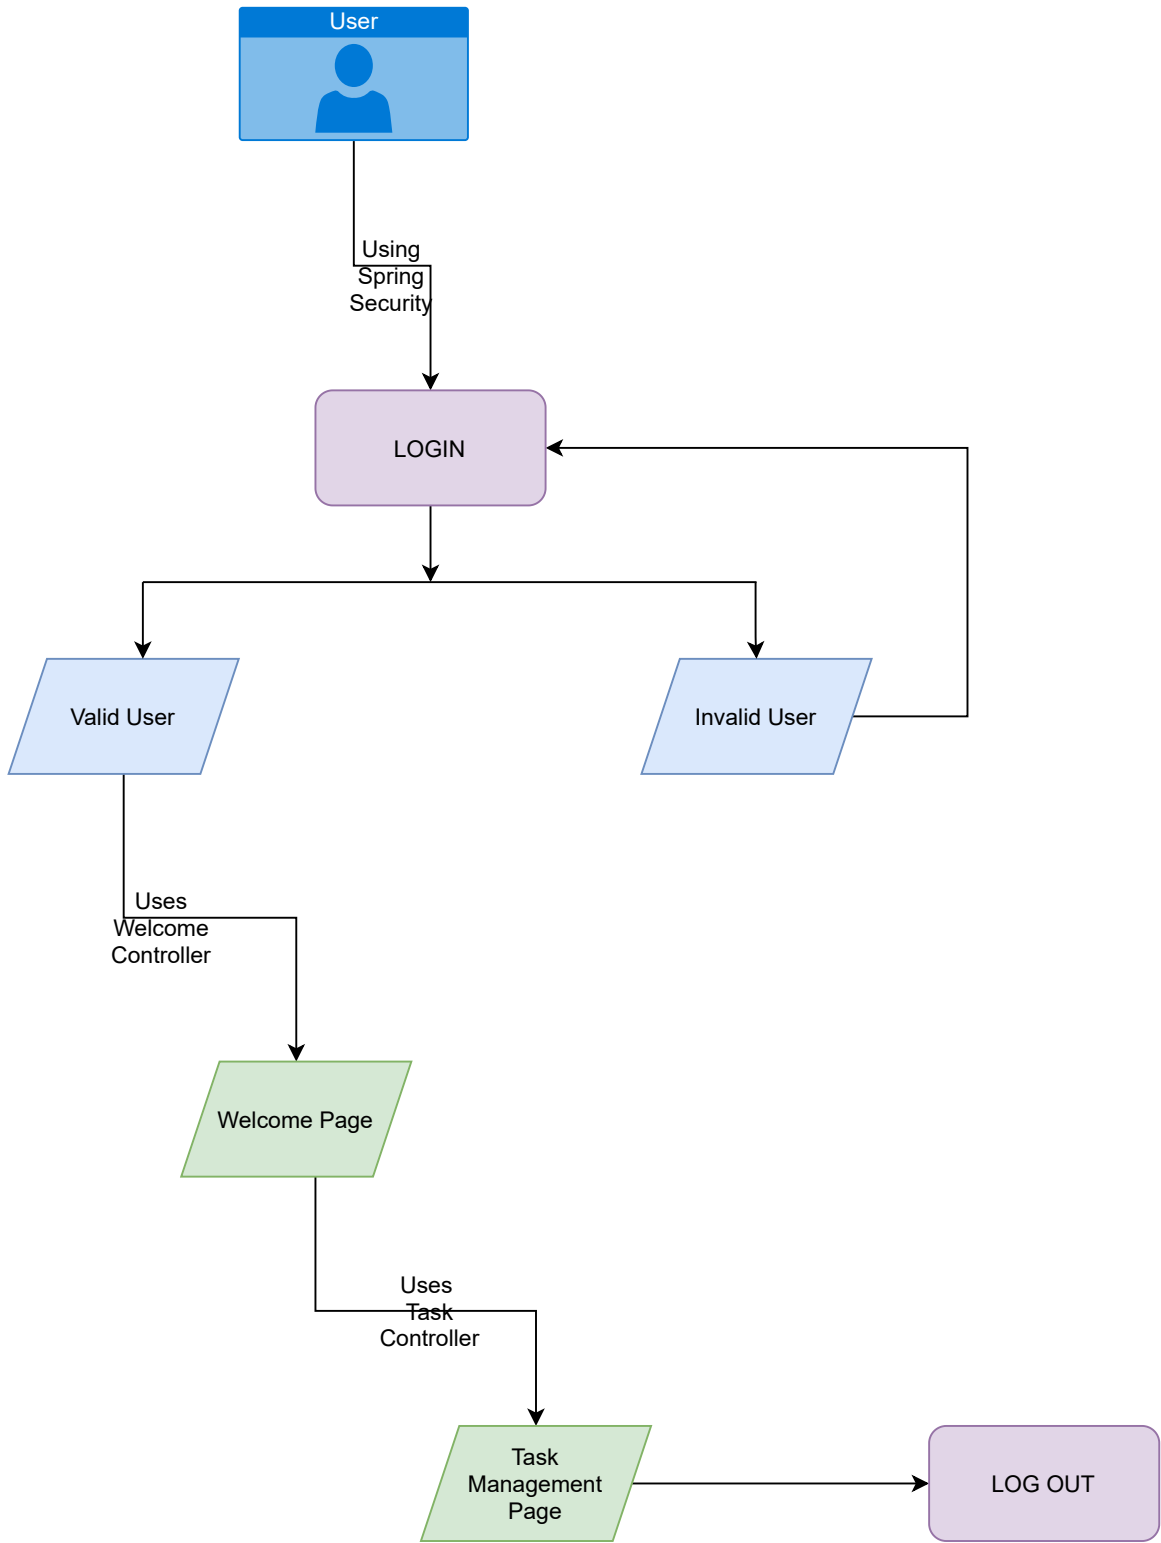 User
Using
Spring
Security
LOGIN
Valid User
Invalid User
Uses
Welcome
Controller
Welcome Page
Uses
Task
Controller
Task
Management
Page
LOG OUT